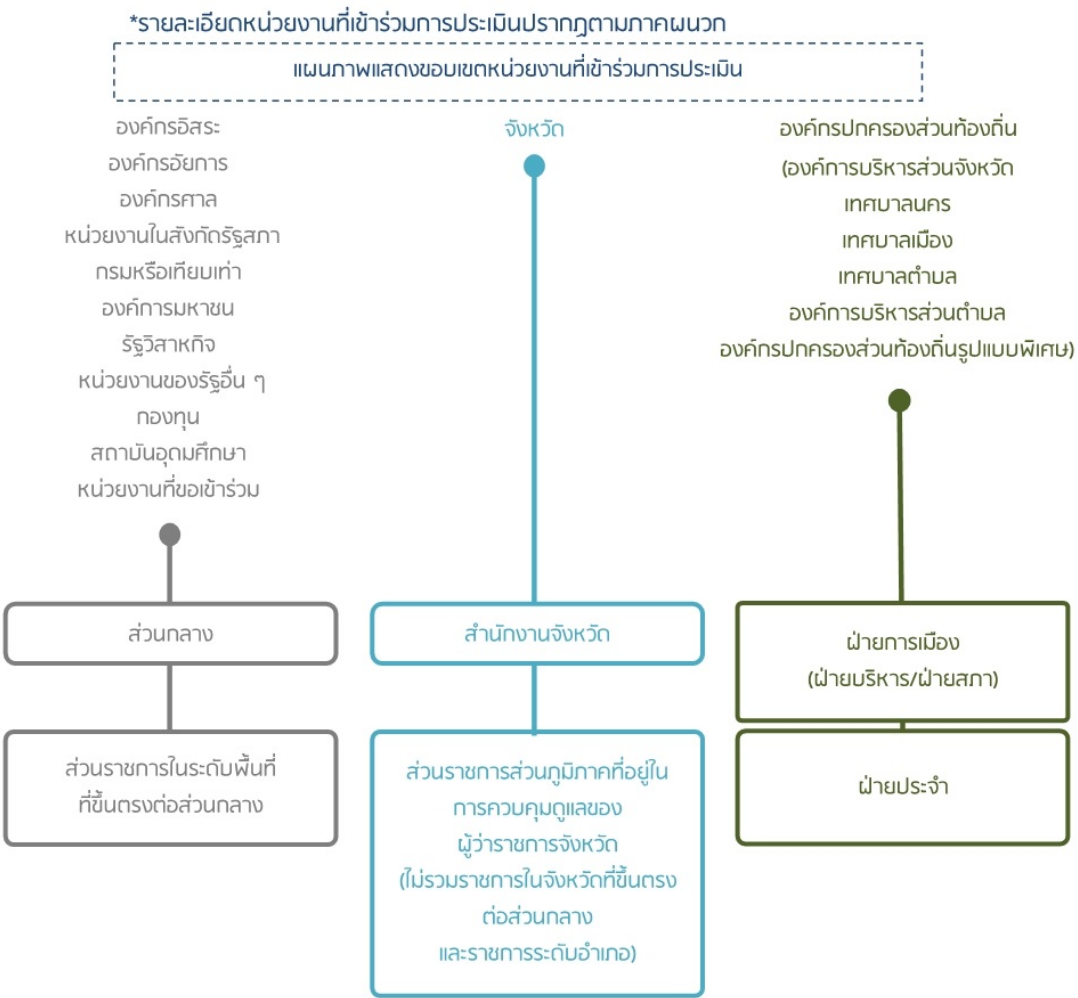 *รายละเอียดหน่วยงานที่เข้าร่วมการประเมินปรากฏตามภาคผนวก
แผนภาพแสดงขอบเขตหน่วยงานที่เข้าร่วมการประเมิน
องค์กรอิสระ
องค์กรอัยการ
องค์กรศาล
หน่วยงานในสังกัดรัฐสภา
กรมหรือเทียบเท่า
องค์การมหาชน
รัฐวิสาหกิจ
หน่วยงานของรัฐอื่น ๆ
กองทุน
สถาบันอุดมศึกษา
หน่วยงานที่ขอเข้าร่วม
ส่วนกลาง
ส่วนราชการในระดับพื้นที่
ที่ขึ้นตรงต่อส่วนกลาง
จังหวัด
สำนักงานจังหวัด
ส่วนราชการส่วนภูมิภาคที่อยู่ใน
การควบคุมดูแลของ
ผู้ว่าราชการจังหวัด
(ไม่รวมราชการในจังหวัดที่ขึ้นตรง
ต่อส่วนกลาง
และราชการระดับอำเภอ)
องค์กรปกครองส่วนท้องถิ่น
(องค์การบริหารส่วนจังหวัด
เทศบาลนคร
เทศบาลเมือง
เทศบาลตำบล
องค์การบริหารส่วนตำบล
องค์กรปกครองส่วนท้องถิ่นรูปแบบพิเศษ)
ฝ่ายการเมือง
(ฝ่ายบริหาร/ฝ่ายสภา)
ฝ่ายประจำ